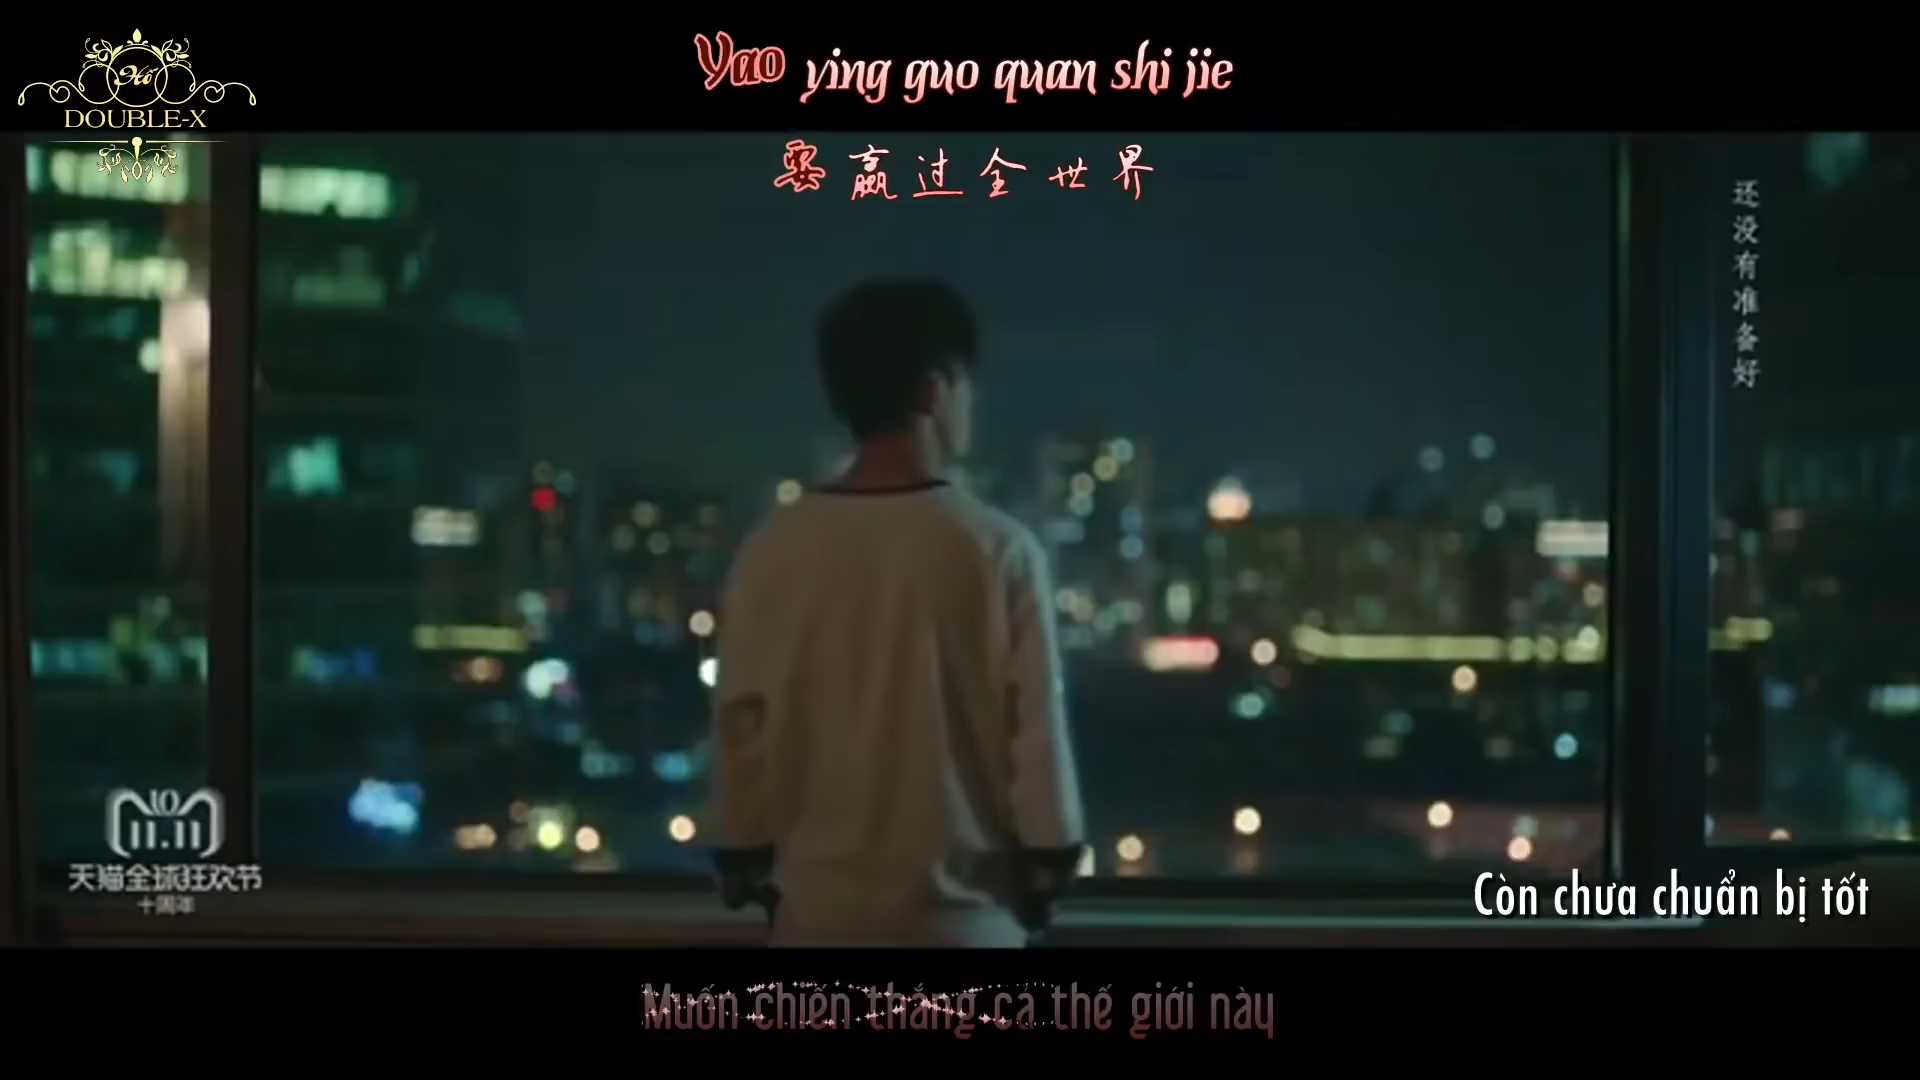 Hố
DOUBLE-X
Yao ying guo quan shi jie
要赢过全世界
还没有准备好
10
11.11
天猫全球狂欢节
十周年
Còn chưa chuẩn bị tốt
Muốn chiến thắng cả thế giới này